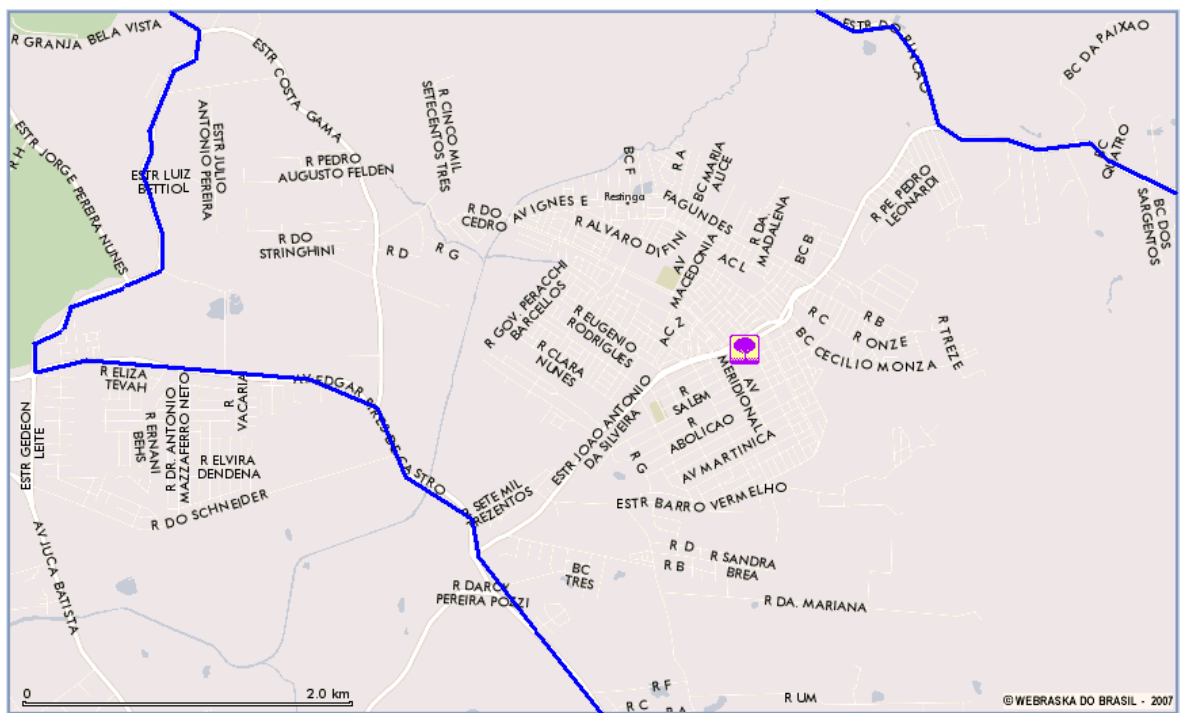 R GRANJA BELA VISTA
ESTR COSTA GAMA
ESTR DO RINCAO
BC DA PAIXAO
ESTR JORGE PEREIRA NUNES
R H
ESTR LUIZ
BETTIOL
ESTR JULIO
ANTONIO PEREIRA
R PEDRO
AUGUSTO FELDEN
R CINCO MIL
SETECENTOS TRES
BC F
R A
BC MARIA
ALICE
BC
QUATRO
BC DOS
SARGENTOS
R DO
STRINGHINI
R D
R G
R DO
CEDRO
AV IGNES E
FAGUNDES
Restinga
R ALVARO DIFINI
AV
MACEDONIA
AC L
R DA.
MADALENA
BC B
R PE. PEDRO
LEONARDI
R GOV. PERACCHI
BARCELLOS
R EUGENIO
RODRIGUES
AC Z
R CLARA
NUNES
R C
R B
R ONZE
R TREZE
BC CECILIO MONZA
R ELIZA
TEVAH
R DR. ANTONIO
MAZZAFERRO NETO
R
VACARIA
R ERNANI
BEHS
R ELVIRA
DENDENA
R DO SCHNEIDER
AV EDGAR PIRES DE CASTRO
ESTR GEDEON
LEITE
AV JUCA BATISTA
ESTR JOAO ANTONIO
DA SILVEIRA
R
SALEM
R
ABOLICAO
AV
MERIDIONAL
AV MARTINICA
R G
ESTR BARRO VERMELHO
R SETE MIL
TREZENTOS
R D
R B
R SANDRA
BREA
BC
TRES
R DARCY
PEREIRA POZZI
R DA. MARIANA
R F
R C
R A
R UM
0
2.0 km
© WEBRASKA DO BRASIL - 2007